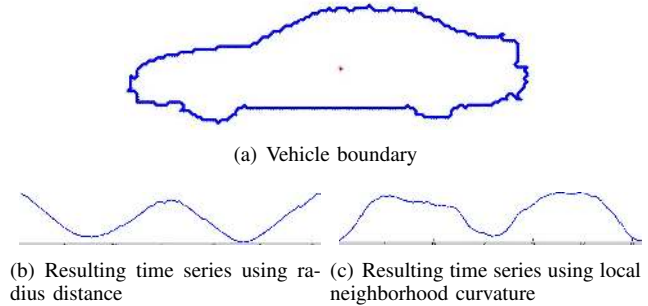 (a) Vehicle boundary
(b) Resulting time series using ra-
dius distance
(c) Resulting time series using local
neighborhood curvature